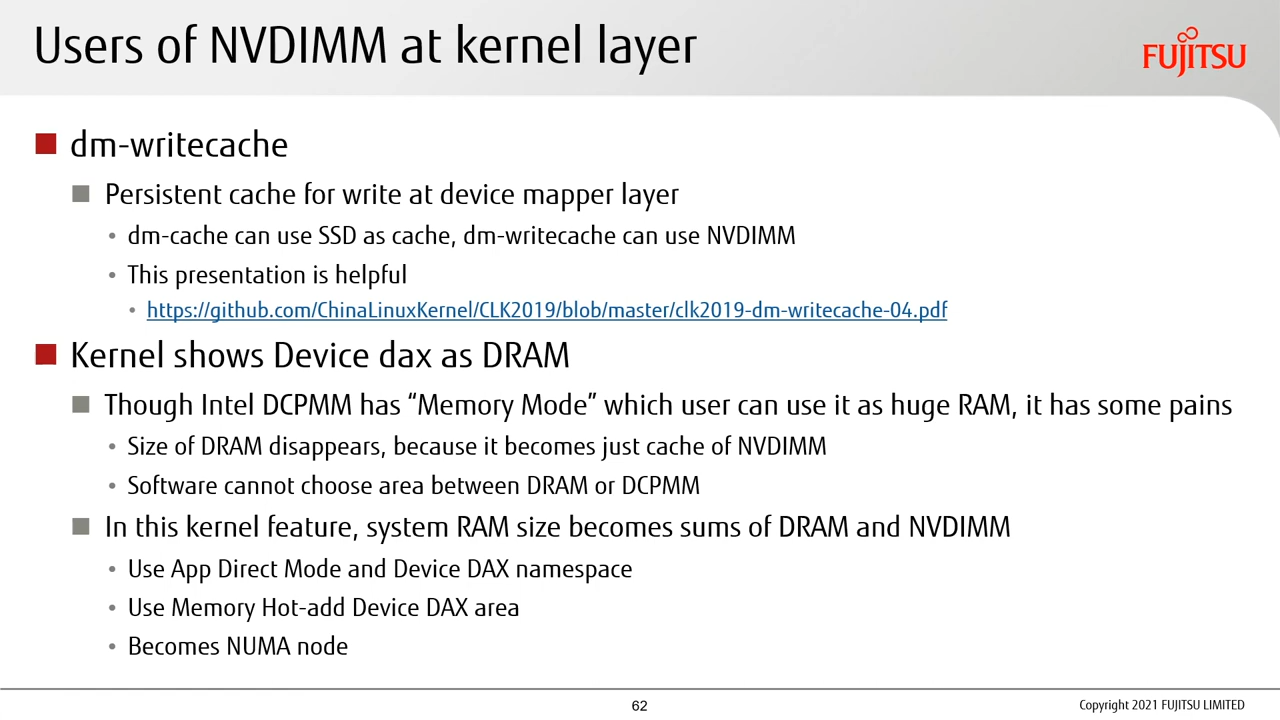 Users of NVDIMM at kernel layer
FUJITSU
dm-writecache
Persistent cache for write at device mapper layer
dm-cache can use SSD as cache, dm-writecache can use NVDIMM
This presentation is helpful
https://github.com/ChinaLinuxKernel/CLK2019/blob/master/clk2019-dm-writecache-04.pdf
Kernel shows Device dax as DRAM
Though Intel DCPMM has “Memory Mode” which user can use it as huge RAM, it has some pains
Size of DRAM disappears, because it becomes just cache of NVDIMM
Software cannot choose area between DRAM or DCPMM
In this kernel feature, system RAM size becomes sums of DRAM and NVDIMM
Use App Direct Mode and Device DAX namespace
Use Memory Hot-add Device DAX area
Becomes NUMA node
62
Copyright 2021 FUJITSU LIMITED